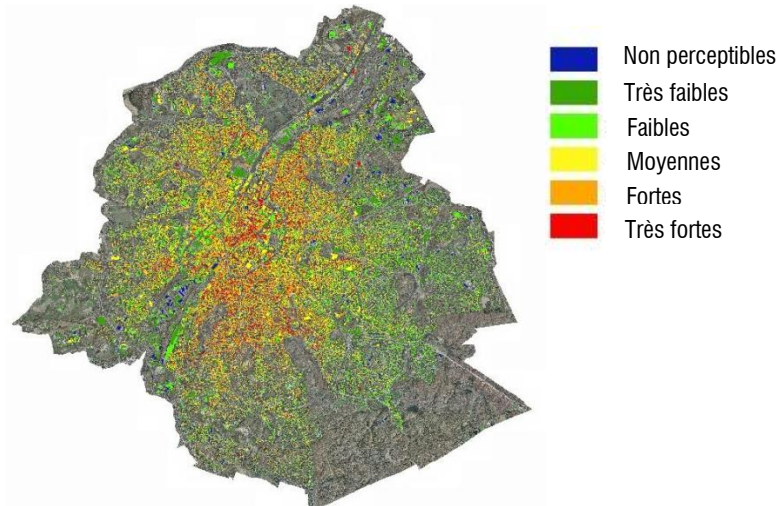 Non perceptibles
Très faibles
Faibles
Moyennes
Fortes
Très fortes